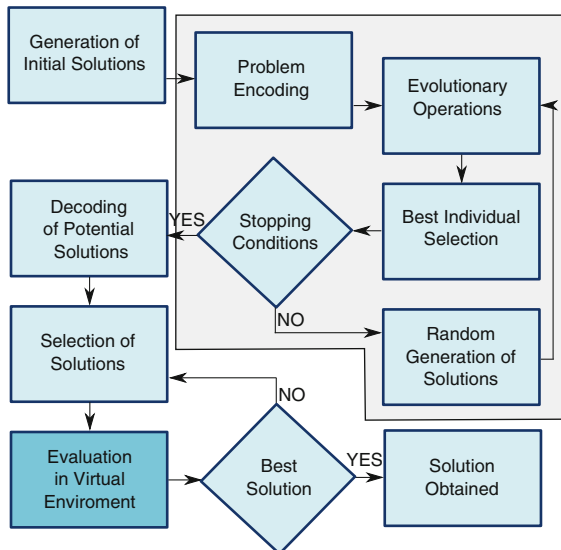 Generation of
Initial Solutions
Problem
Encoding
Evolutionary
Operations
Decoding
of Potential
Solutions
YES
Stopping
Conditions
Best Individual
Selection
NO
Random
Generation of
Solutions
Selection of
Solutions
NO
Evaluation
in Virtual
Enviroment
Best
Solution
YES
Solution
Obtained